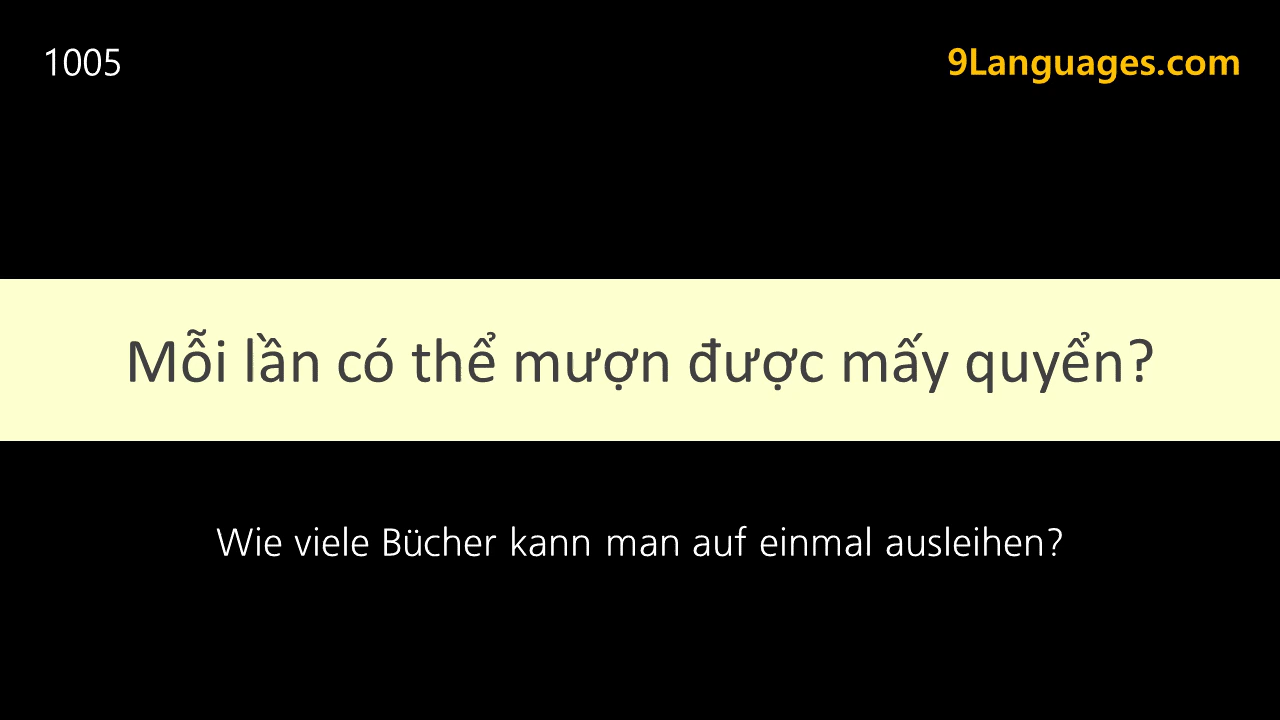 1005
9Languages.com
Mỗi lần có thể mượn được mấy quyển?
Wie viele Bücher kann man auf einmal ausleihen?